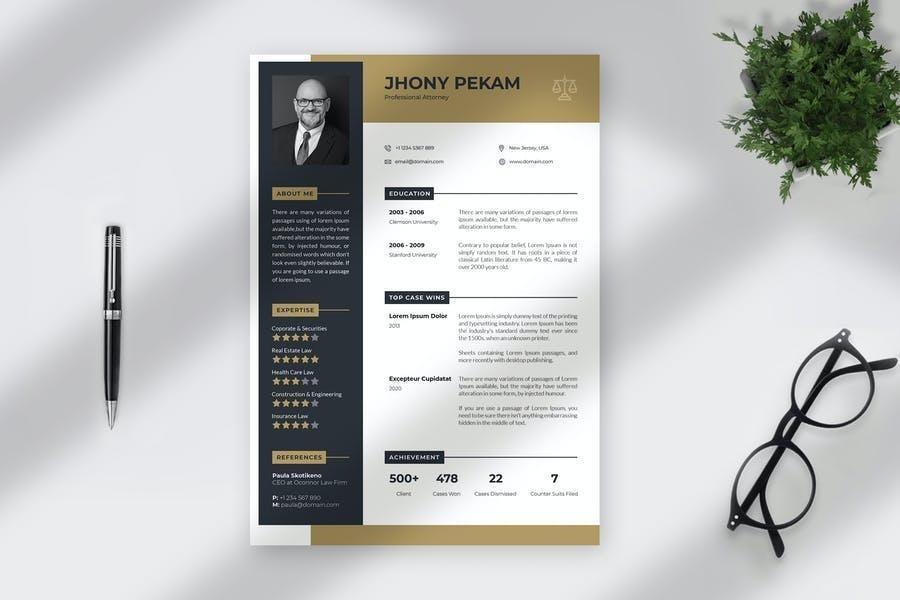 JHONY PEKAM
Professional Attorney
+1 234 5367 889
New Jersey, USA
email@domain.com
www.domain.com
ABOUT ME
There are many variations of
passages using of lorem ipsum
available,but the majority have
suffered alteration in the some
form, by injected humour, or
randomised words which don't
look even slightly believable. If
you are going to use a passage
of lorem ipsum,
EXPERTISE
Coporate & Securities
Real Estate Law
Health Care Law
Construction & Engineering
Insurance Law
REFERENCES
Paula Skotikeno
CEO at Oconnor Law Firm
P: +1 234 567 890
M: paula@domain.com
EDUCATION
2003 - 2006
Clemson University
There are many variations of passages of lorem
ipsum available, but the majority have suffered
alteration in some form.
2006 - 2009
Stanford University
Contrary to popular belief, Lorem Ipsum is not
simply random text. It has roots in a piece of
classical Latin literature from 45 BC, making it
over 2000 years old.
TOP CASE WINS
Lorem Ipsum Dolor
2013
Lorem Ipsum is simply dummy text of the printing
and typesetting industry. Lorem Ipsum has been
the industry's standard dummy text ever since
the 1500s, when an unknown printer.
Sheets containing Lorem Ipsum passages, and
more recently with desktop publishing.
Excepteur Cupidatat
2020
There are many variations of passages of Lorem
Ipsum available, but the majority have suffered
alteration in some form, by injected humour.
If you are use a passage of Lorem Ipsum, you
need to be sure there isn't anything embarrassing
hidden in the middle of text.
ACHIEVEMENT
500+ 478 22 7
Client Cases Won Cases Dismissed Counter Suits Filed